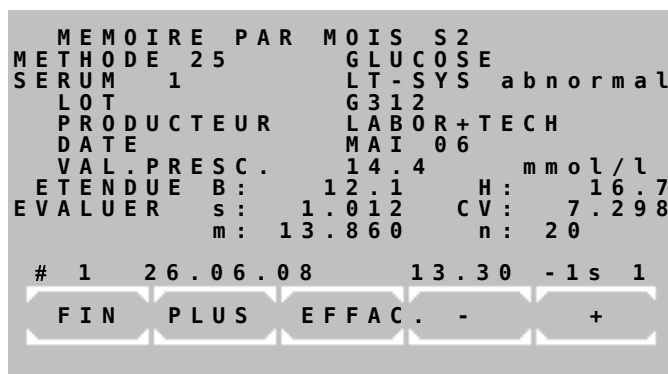 MEMOIRE PAR MOIS S2
METHODE 25 GLUCOSE
SERUM 1 LT-SYS abnormal
LOT G312
PRODUCTEUR LABOR+TECH
DATE MAI 06
VAL.PRESC. 14.4 mmol/l
ETENDUE B: 12.1 H: 16.7
EVALUER s: 1.012 CV: 7.298
m: 13.860 n: 20
# 1 26.06.08 13.30 -1s 1
FIN PLUS EFFAC. - +